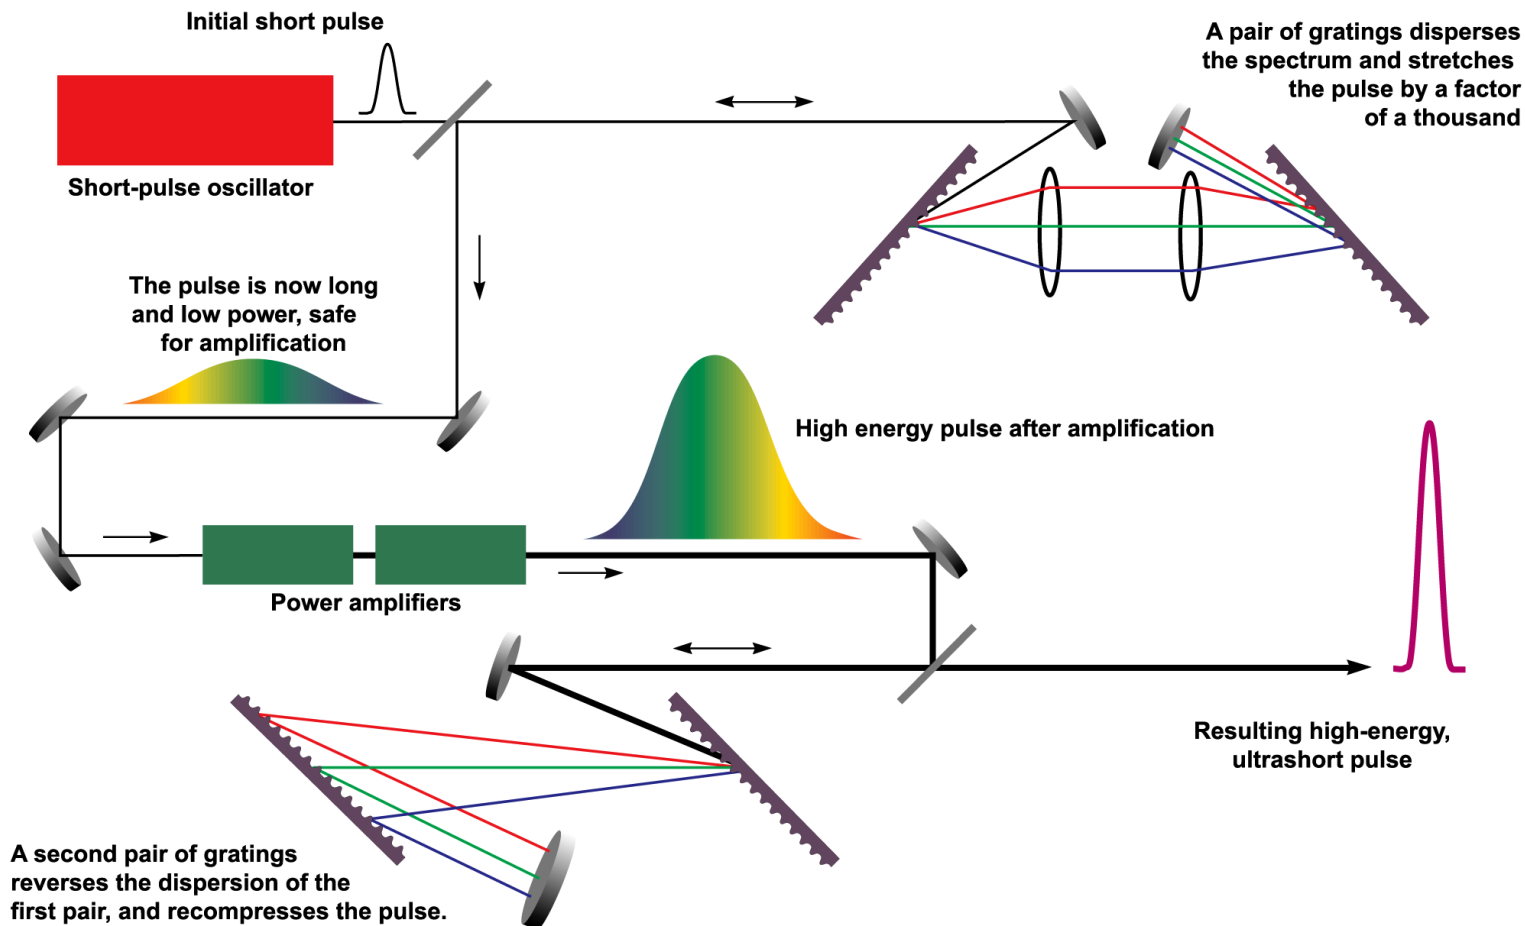 Initial short pulse
A pair of gratings disperses
the spectrum and stretches
the pulse by a factor
of a thousand
Short-pulse oscillator
The pulse is now long
and low power, safe
for amplification
High energy pulse after amplification
Power amplifiers
Resulting high-energy,
ultrashort pulse
A second pair of gratings
reverses the dispersion of the
first pair, and recompresses the pulse.